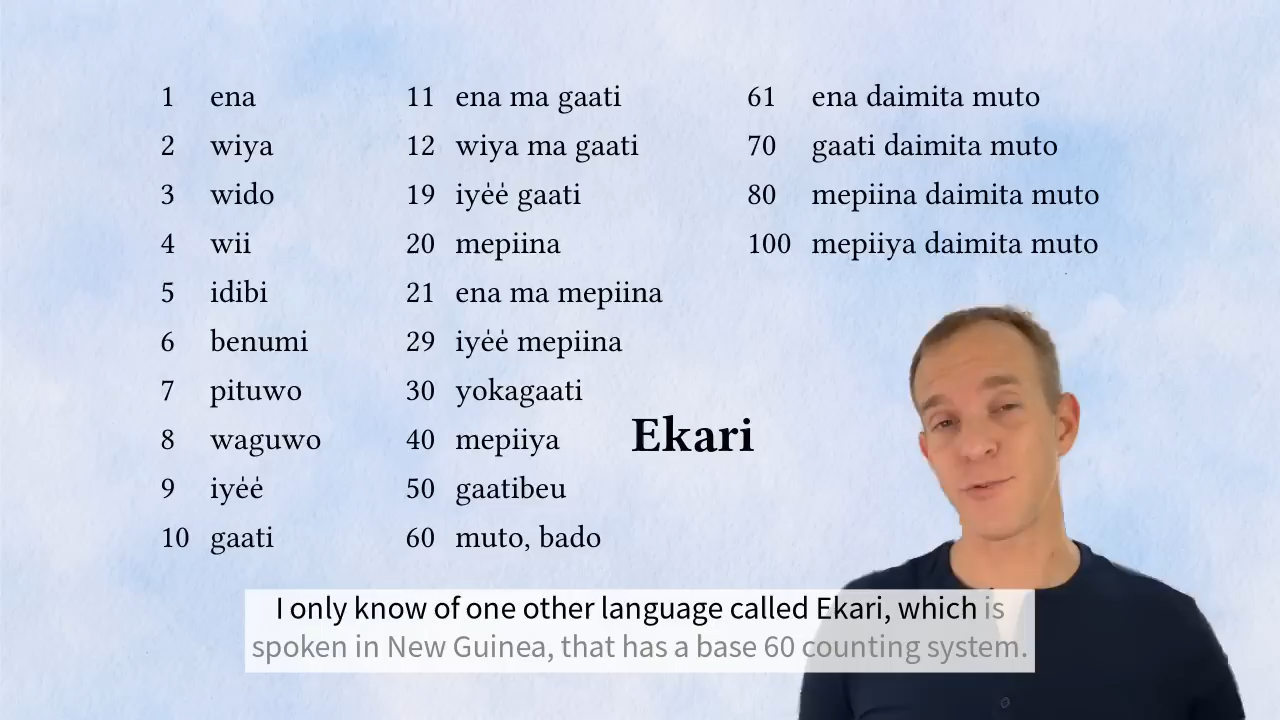 1 ena
2 wiya
3 wido
4 wii
5 idibi
6 benumi
7 pituwo
8 waguwo
9 iyė́ė́
10 gaati
11 ena ma gaati
12 wiya ma gaati
19 iyė́ė́ gaati
20 mepiina
21 ena ma mepiina
29 iyė́ė́ mepiina
30 yokagaati
40 mepiiya
50 gaatibeu
60 muto, bado
61 ena daimita muto
70 gaati daimita muto
80 mepiina daimita muto
100 mepiiya daimita muto
Ekari
I only know of one other language called Ekari, which is
spoken in New Guinea, that has a base 60 counting system.